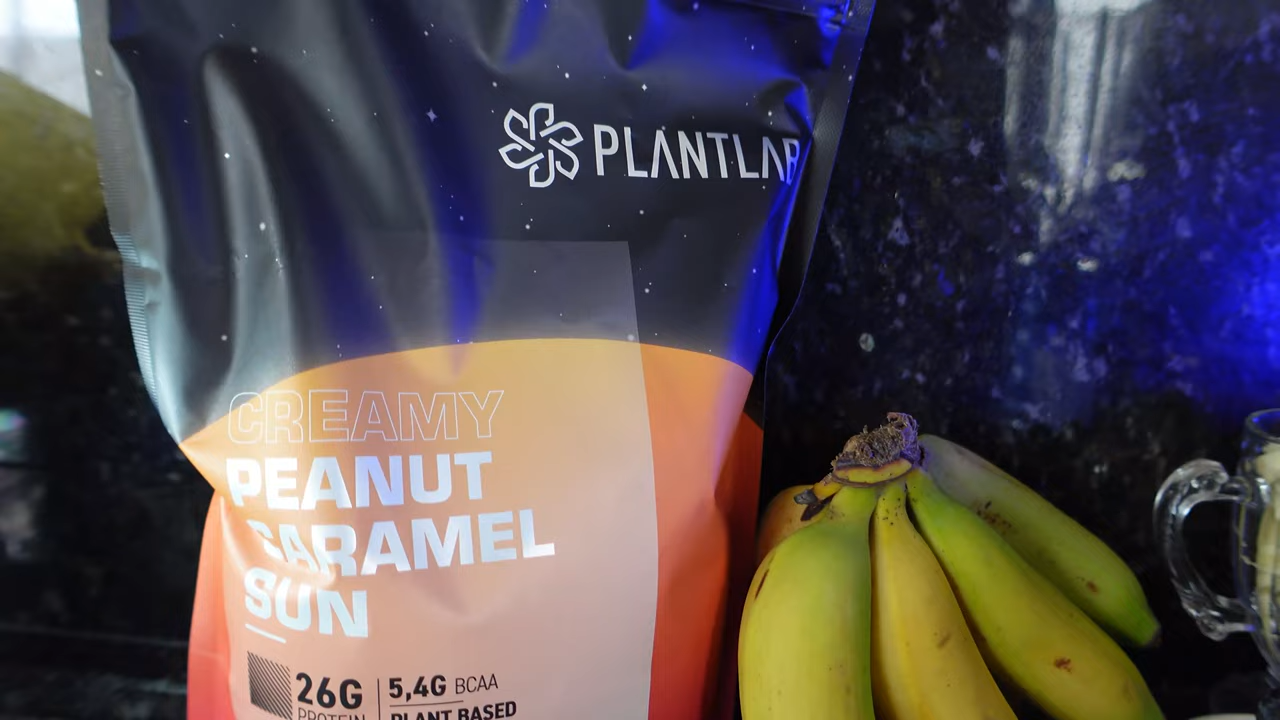 PLANTLAB
CREAMY
PEANUT
CARAMEL
SUN
26G
PROTEIN
5,4G BCAA
PLANT BASED